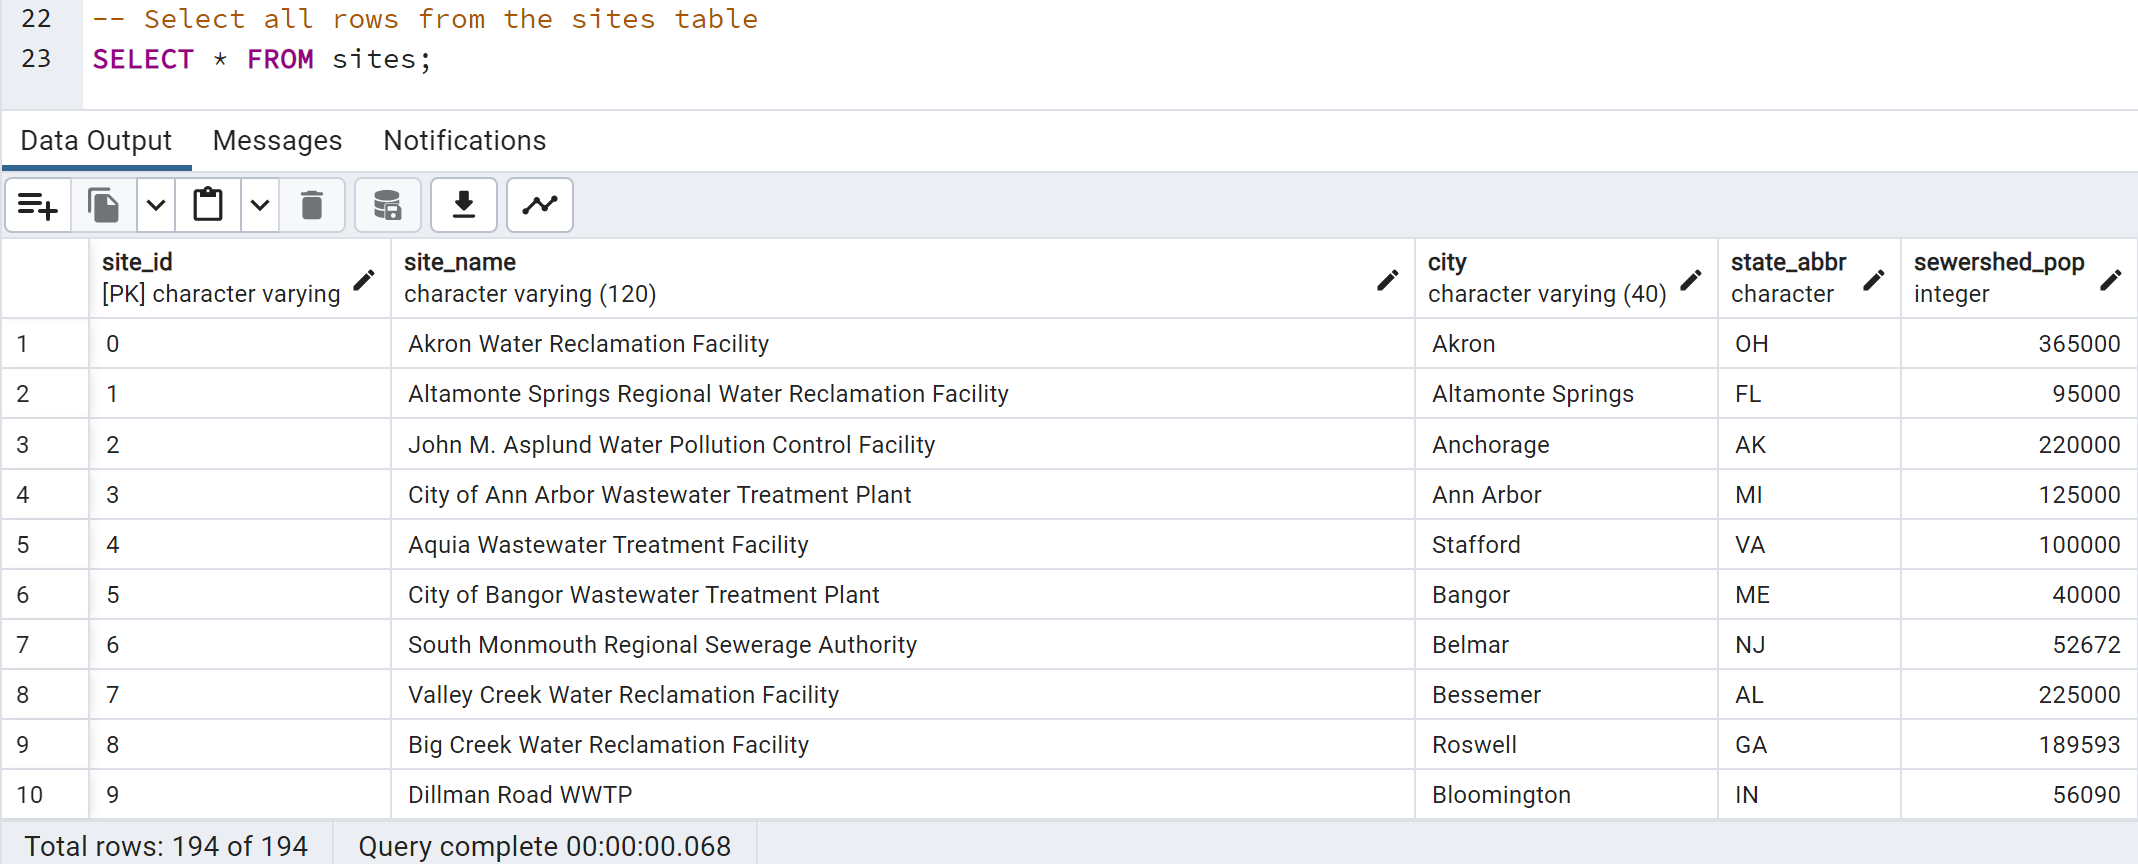 22 -- Select all rows from the sites table
23 SELECT * FROM sites;
Data Output Messages Notifications
site_id site_name city state_abbr sewershed_pop
[PK] character varying character varying (120) character varying (40) character integer
1 0 Akron Water Reclamation Facility Akron OH 365000
2 1 Altamonte Springs Regional Water Reclamation Facility Altamonte Springs FL 95000
3 2 John M. Asplund Water Pollution Control Facility Anchorage AK 220000
4 3 City of Ann Arbor Wastewater Treatment Plant Ann Arbor MI 125000
5 4 Aquia Wastewater Treatment Facility Stafford VA 100000
6 5 City of Bangor Wastewater Treatment Plant Bangor ME 40000
7 6 South Monmouth Regional Sewerage Authority Belmar NJ 52672
8 7 Valley Creek Water Reclamation Facility Bessemer AL 225000
9 8 Big Creek Water Reclamation Facility Roswell GA 189593
10 9 Dillman Road WWTP Bloomington IN 56090
Total rows: 194 of 194 Query complete 00:00:00.068